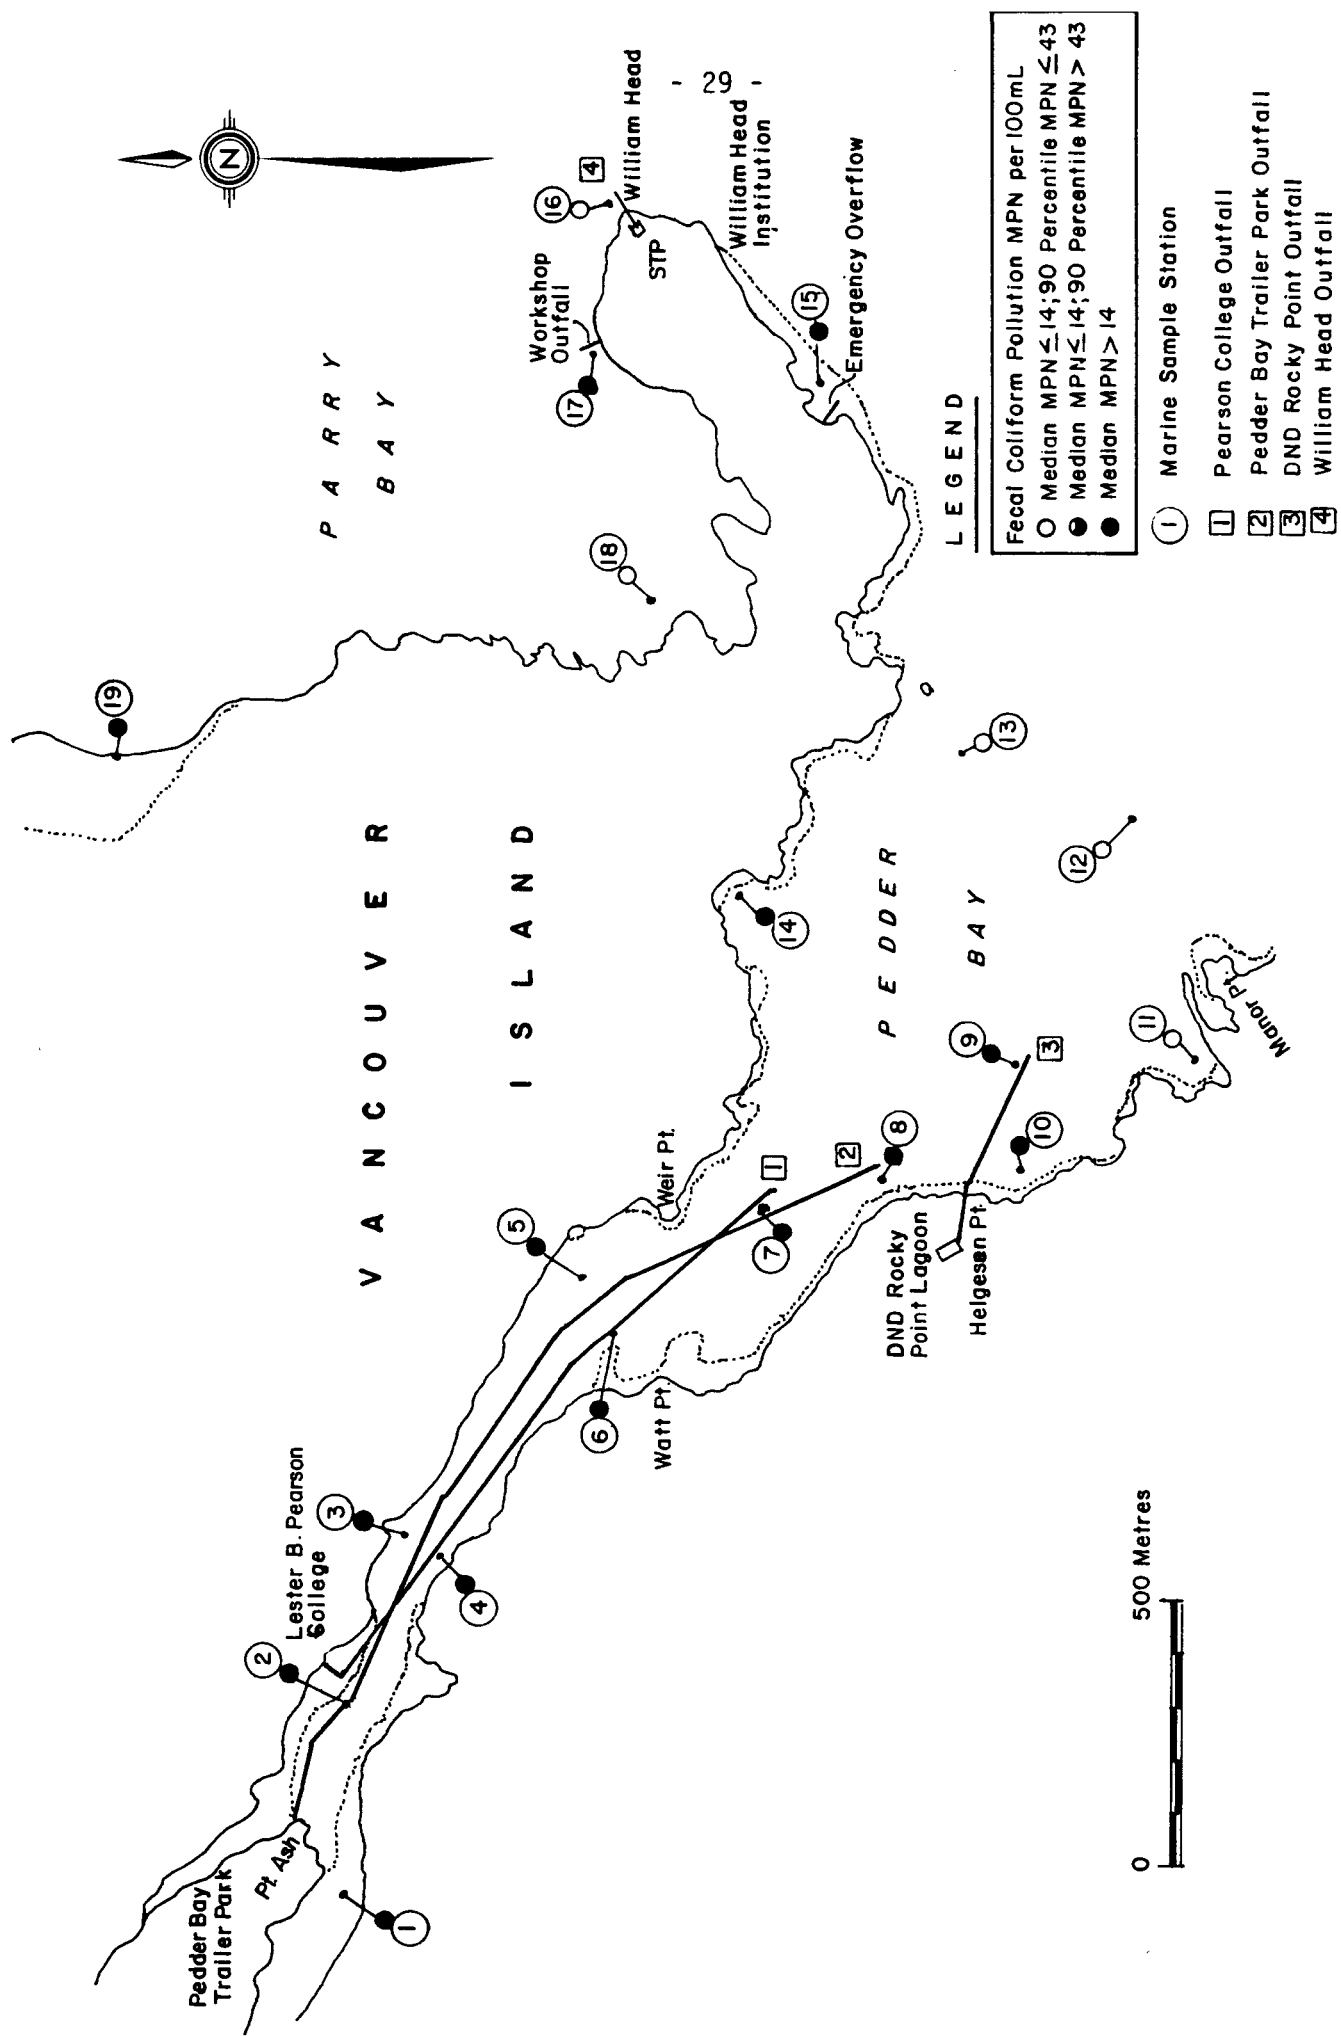 - 29 -
N
PARRY
BAY
VANCOUVER
ISLAND
PEDDER
BAY
19
18
17
Workshop
Outfall
16
4
William Head
STP
William Head
Institution
15
Emergency Overflow
14
13
12
11
Manor Pt.
10
9
3
8
2
1
7
Weir Pt.
5
6
Watt Pt.
DND Rocky
Point Lagoon
Helgesen Pt.
Lester B. Pearson
College
3
4
2
Pt. Ash
Pedder Bay
Trailer Park
1
0
500 Metres
LEGEND
Fecal Coliform Pollution MPN per 100mL
Median MPN ≤ 14; 90 Percentile MPN ≤ 43
Median MPN ≤ 14; 90 Percentile MPN > 43
Median MPN > 14
1 Marine Sample Station
1 Pearson College Outfall
2 Pedder Bay Trailer Park Outfall
3 DND Rocky Point Outfall
4 William Head Outfall